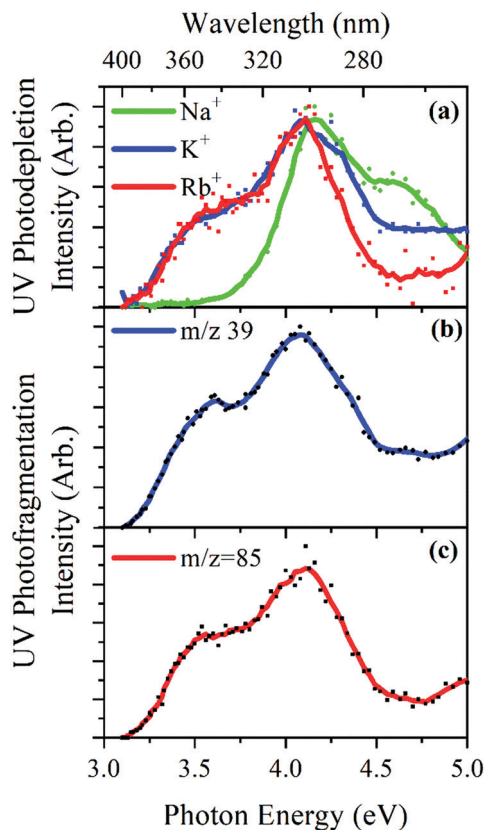 Wavelength (nm)
400 360 320 280
UV Photodepletion
Intensity (Arb.)
(a)
Na⁺
K⁺
Rb⁺
UV Photofragmentation
Intensity (Arb.)
(b)
m/z 39
(c)
m/z=85
3.0 3.5 4.0 4.5 5.0
Photon Energy (eV)